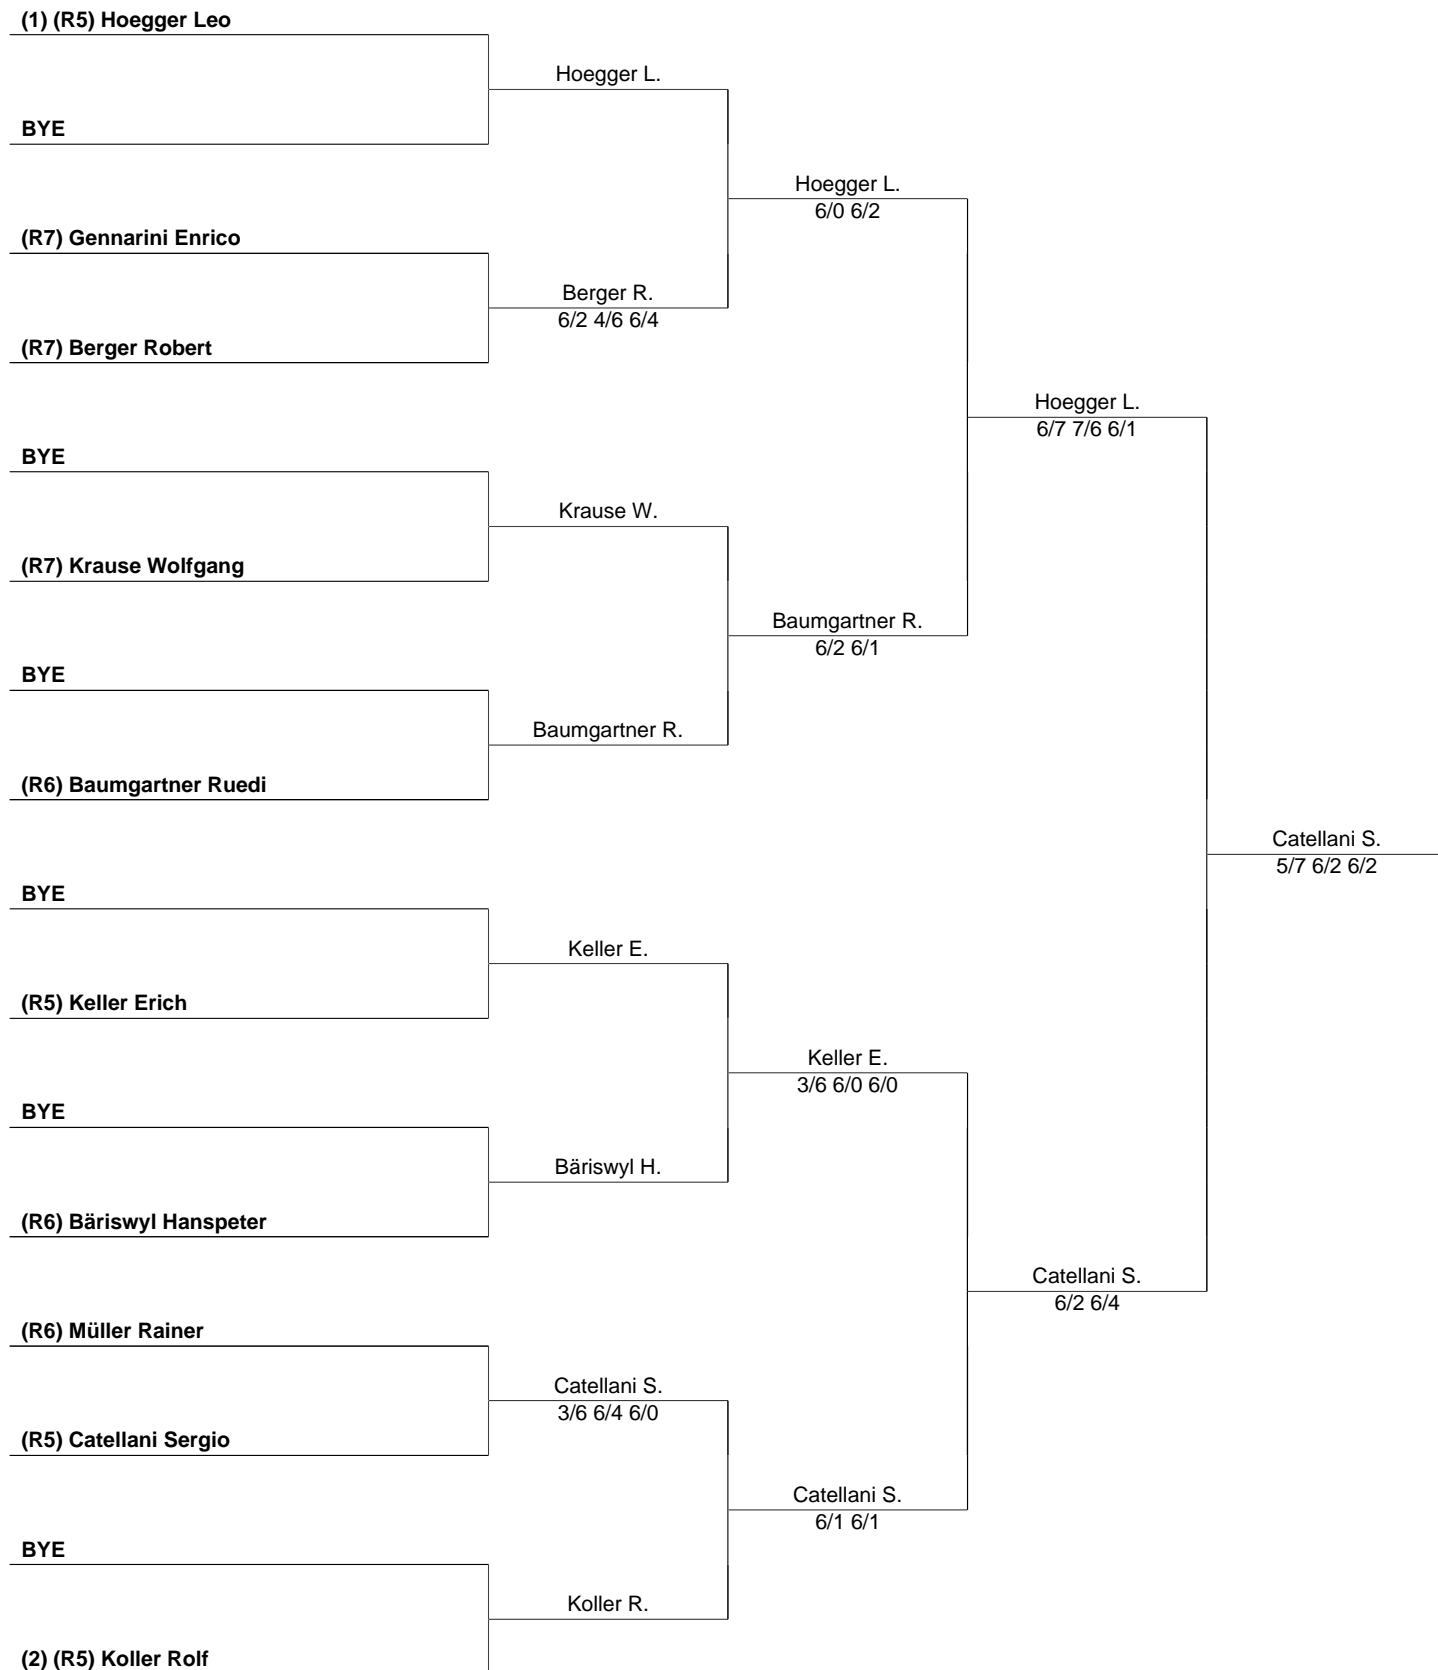 (1) (R5) Hoegger Leo
Hoegger L.
BYE
Hoegger L.
6/0 6/2
(R7) Gennarini Enrico
Berger R.
6/2 4/6 6/4
(R7) Berger Robert
Hoegger L.
6/7 7/6 6/1
BYE
Krause W.
(R7) Krause Wolfgang
Baumgartner R.
6/2 6/1
BYE
Baumgartner R.
(R6) Baumgartner Ruedi
Catellani S.
5/7 6/2 6/2
BYE
Keller E.
(R5) Keller Erich
Keller E.
3/6 6/0 6/0
BYE
Bäriswyl H.
(R6) Bäriswyl Hanspeter
Catellani S.
6/2 6/4
(R6) Müller Rainer
Catellani S.
3/6 6/4 6/0
(R5) Catellani Sergio
Catellani S.
6/1 6/1
BYE
Koller R.
(2) (R5) Koller Rolf